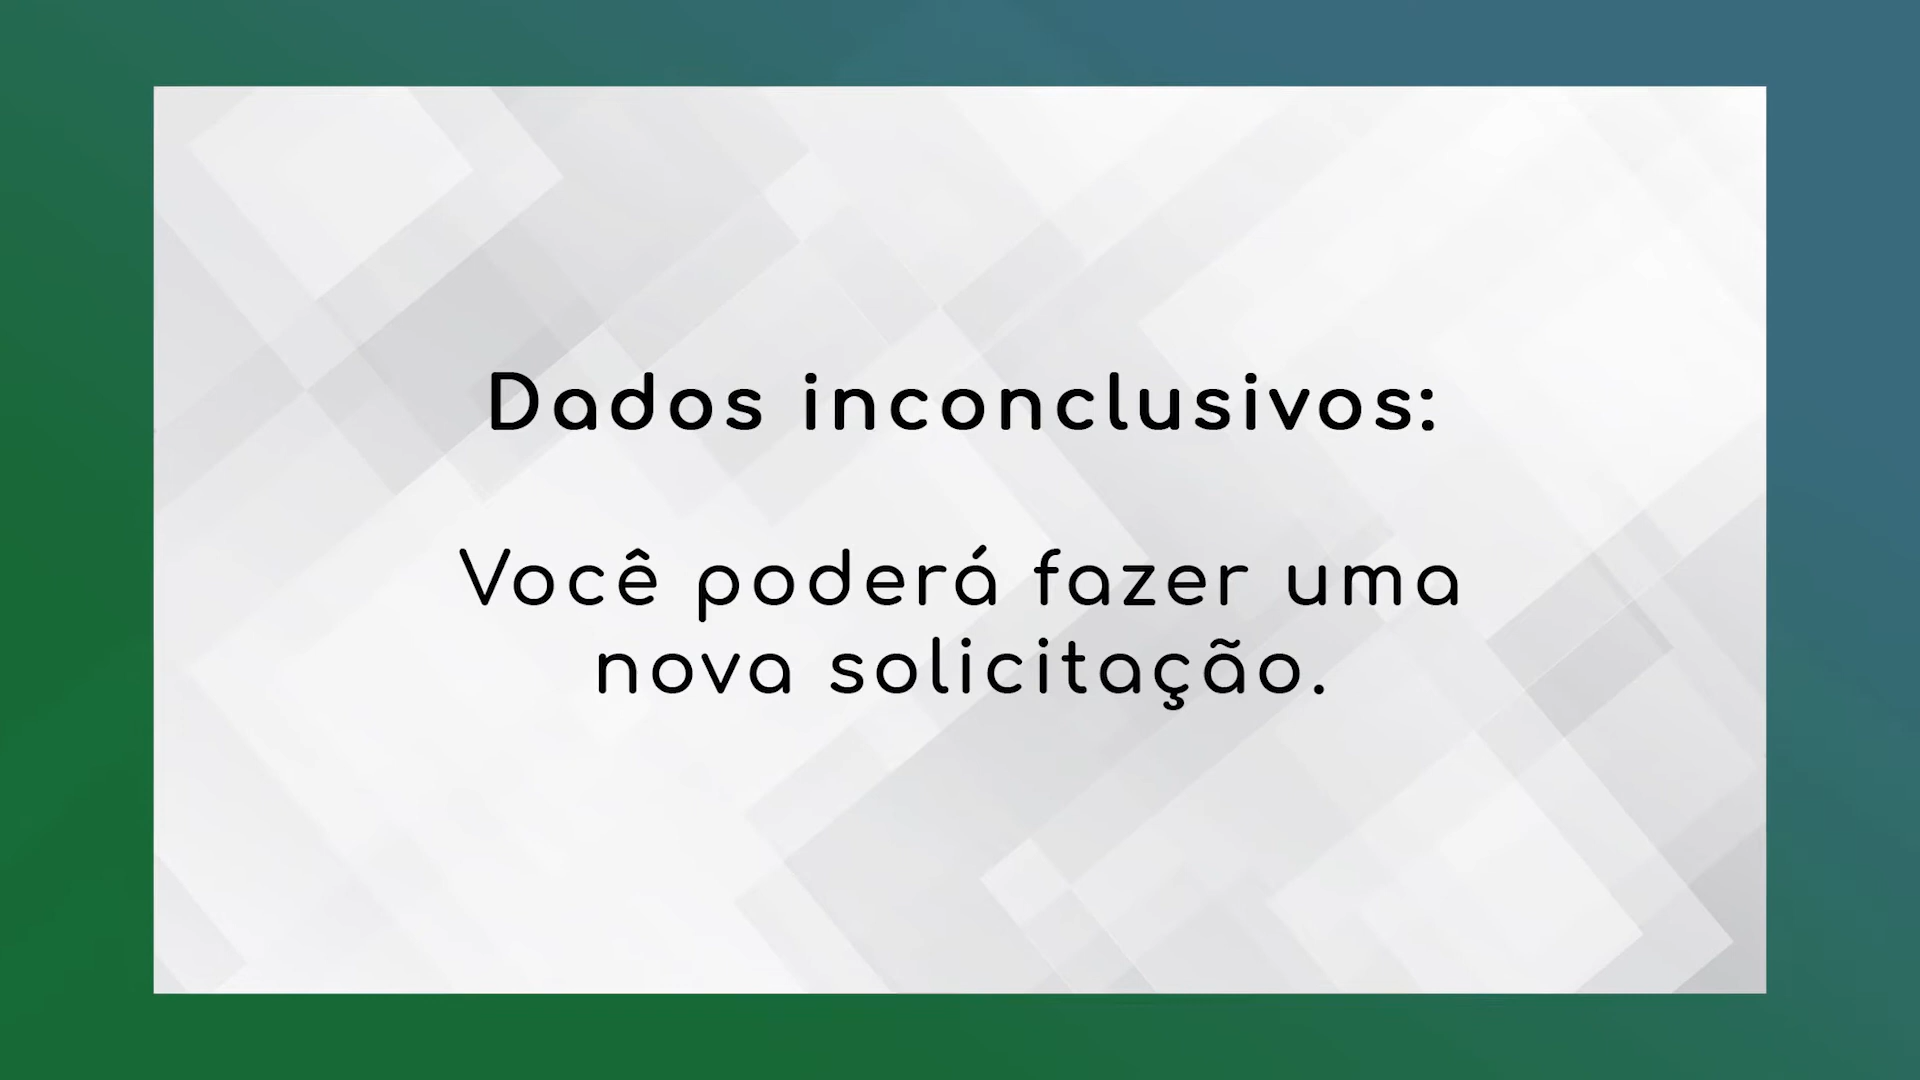 Dados inconclusivos:
Você poderá fazer uma
nova solicitação.